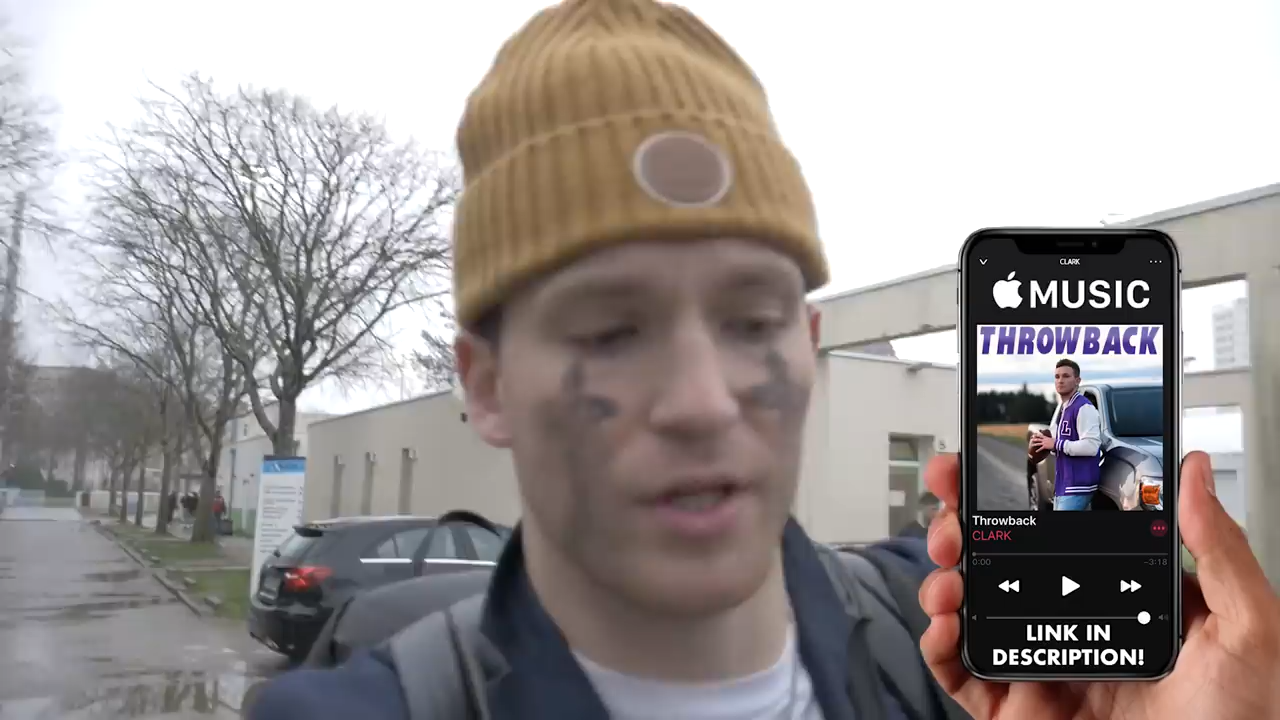 CLARK
MUSIC
THROWBACK
Throwback
CLARK
0:00
-3:18
LINK IN
DESCRIPTION!